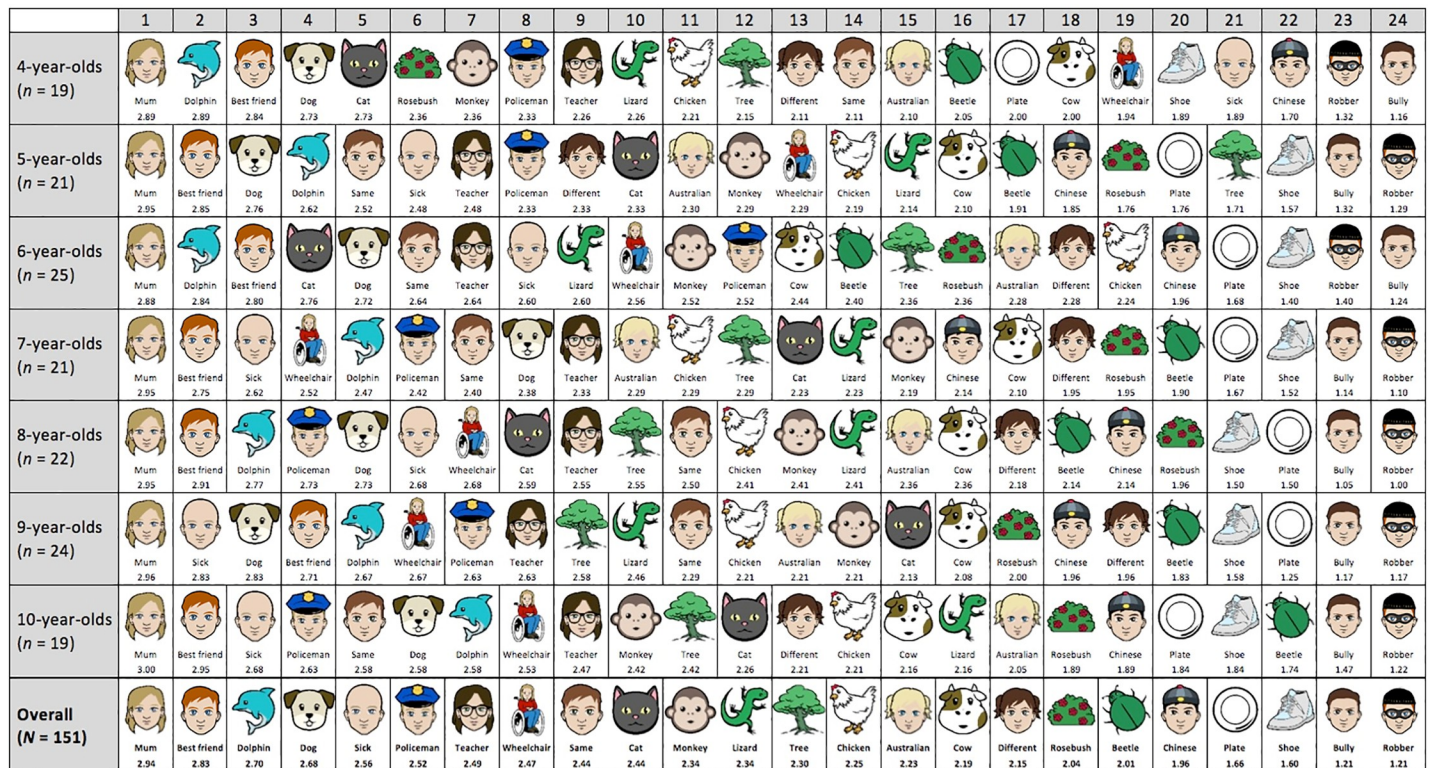 1 2 3 4 5 6 7 8 9 10 11 12 13 14 15 16 17 18 19 20 21 22 23 24
4-year-olds
(n = 19)
Mum Dolphin Best friend Dog Cat Rosebush Monkey Policeman Teacher Lizard Chicken Tree Different Same Australian Beetle Plate Cow Wheelchair Shoe Sick Chinese Robber Bully
2.89 2.89 2.84 2.73 2.73 2.36 2.36 2.33 2.26 2.26 2.21 2.15 2.11 2.11 2.10 2.05 2.00 2.00 1.94 1.89 1.89 1.70 1.32 1.16
5-year-olds
(n = 21)
Mum Best friend Dog Dolphin Same Sick Teacher Policeman Different Cat Australian Monkey Wheelchair Chicken Lizard Cow Beetle Chinese Rosebush Plate Tree Shoe Bully Robber
2.95 2.85 2.76 2.62 2.52 2.48 2.48 2.33 2.33 2.33 2.30 2.29 2.29 2.19 2.14 2.10 1.91 1.85 1.76 1.76 1.71 1.57 1.32 1.29
6-year-olds
(n = 25)
Mum Dolphin Best friend Cat Dog Same Teacher Sick Lizard Wheelchair Monkey Policeman Cow Beetle Tree Rosebush Australian Different Chicken Chinese Plate Shoe Robber Bully
2.88 2.84 2.80 2.76 2.72 2.64 2.64 2.60 2.60 2.56 2.52 2.52 2.44 2.40 2.36 2.36 2.28 2.28 2.24 1.96 1.68 1.40 1.40 1.24
7-year-olds
(n = 21)
Mum Best friend Sick Wheelchair Dolphin Policeman Same Dog Teacher Australian Chicken Tree Cat Lizard Monkey Chinese Cow Different Rosebush Beetle Plate Shoe Bully Robber
2.95 2.75 2.62 2.52 2.47 2.42 2.40 2.38 2.33 2.29 2.29 2.29 2.23 2.23 2.19 2.14 2.10 1.95 1.95 1.90 1.67 1.52 1.14 1.10
8-year-olds
(n = 22)
Mum Best friend Dolphin Policeman Dog Sick Wheelchair Cat Teacher Tree Same Chicken Monkey Lizard Australian Cow Different Beetle Chinese Rosebush Shoe Plate Bully Robber
2.95 2.91 2.77 2.73 2.73 2.68 2.68 2.59 2.55 2.55 2.50 2.41 2.41 2.41 2.36 2.36 2.18 2.14 2.14 1.96 1.50 1.50 1.05 1.00
9-year-olds
(n = 24)
Mum Sick Dog Best friend Dolphin Wheelchair Policeman Teacher Tree Lizard Same Chicken Australian Monkey Cat Cow Rosebush Chinese Different Beetle Shoe Plate Bully Robber
2.96 2.83 2.83 2.71 2.67 2.67 2.63 2.63 2.58 2.46 2.29 2.21 2.21 2.21 2.13 2.08 2.00 1.96 1.96 1.83 1.58 1.25 1.17 1.17
10-year-olds
(n = 19)
Mum Best friend Sick Policeman Same Dog Dolphin Wheelchair Teacher Monkey Tree Cat Different Chicken Cow Lizard Australian Rosebush Chinese Plate Shoe Beetle Bully Robber
3.00 2.95 2.68 2.63 2.58 2.58 2.58 2.53 2.47 2.42 2.42 2.26 2.21 2.21 2.16 2.16 2.05 1.89 1.89 1.84 1.84 1.74 1.47 1.22
Overall
(N = 151)
Mum Best friend Dolphin Dog Sick Policeman Teacher Wheelchair Same Cat Monkey Lizard Tree Chicken Australian Cow Different Rosebush Beetle Chinese Plate Shoe Bully Robber
2.94 2.83 2.70 2.68 2.56 2.52 2.49 2.47 2.44 2.44 2.34 2.34 2.30 2.25 2.23 2.19 2.15 2.04 2.01 1.96 1.66 1.60 1.21 1.21